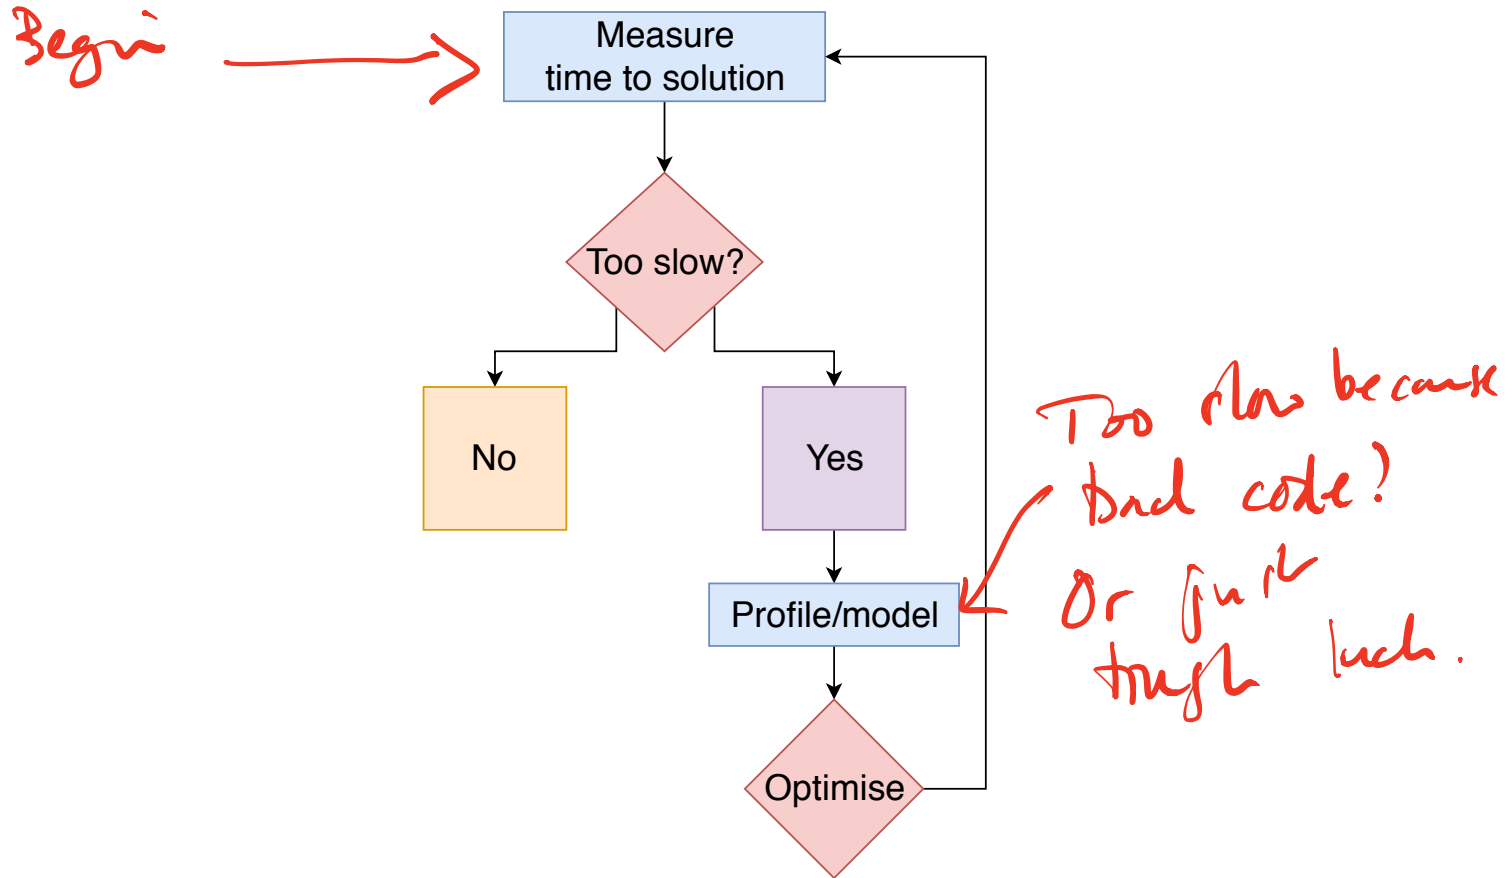 Begin
Measure
time to solution
Too slow?
No
Yes
Too slow because
bad code?
Or just
tough luck.
Profile/model
Optimise